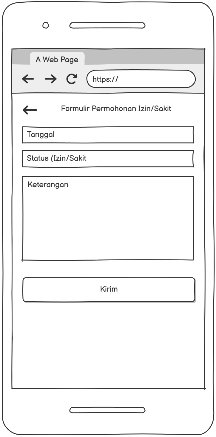 A Web Page
https://
Formulir Permohonan Izin/Sakit
Tanggal
Status (Izin/Sakit
Keterangan
Kirim